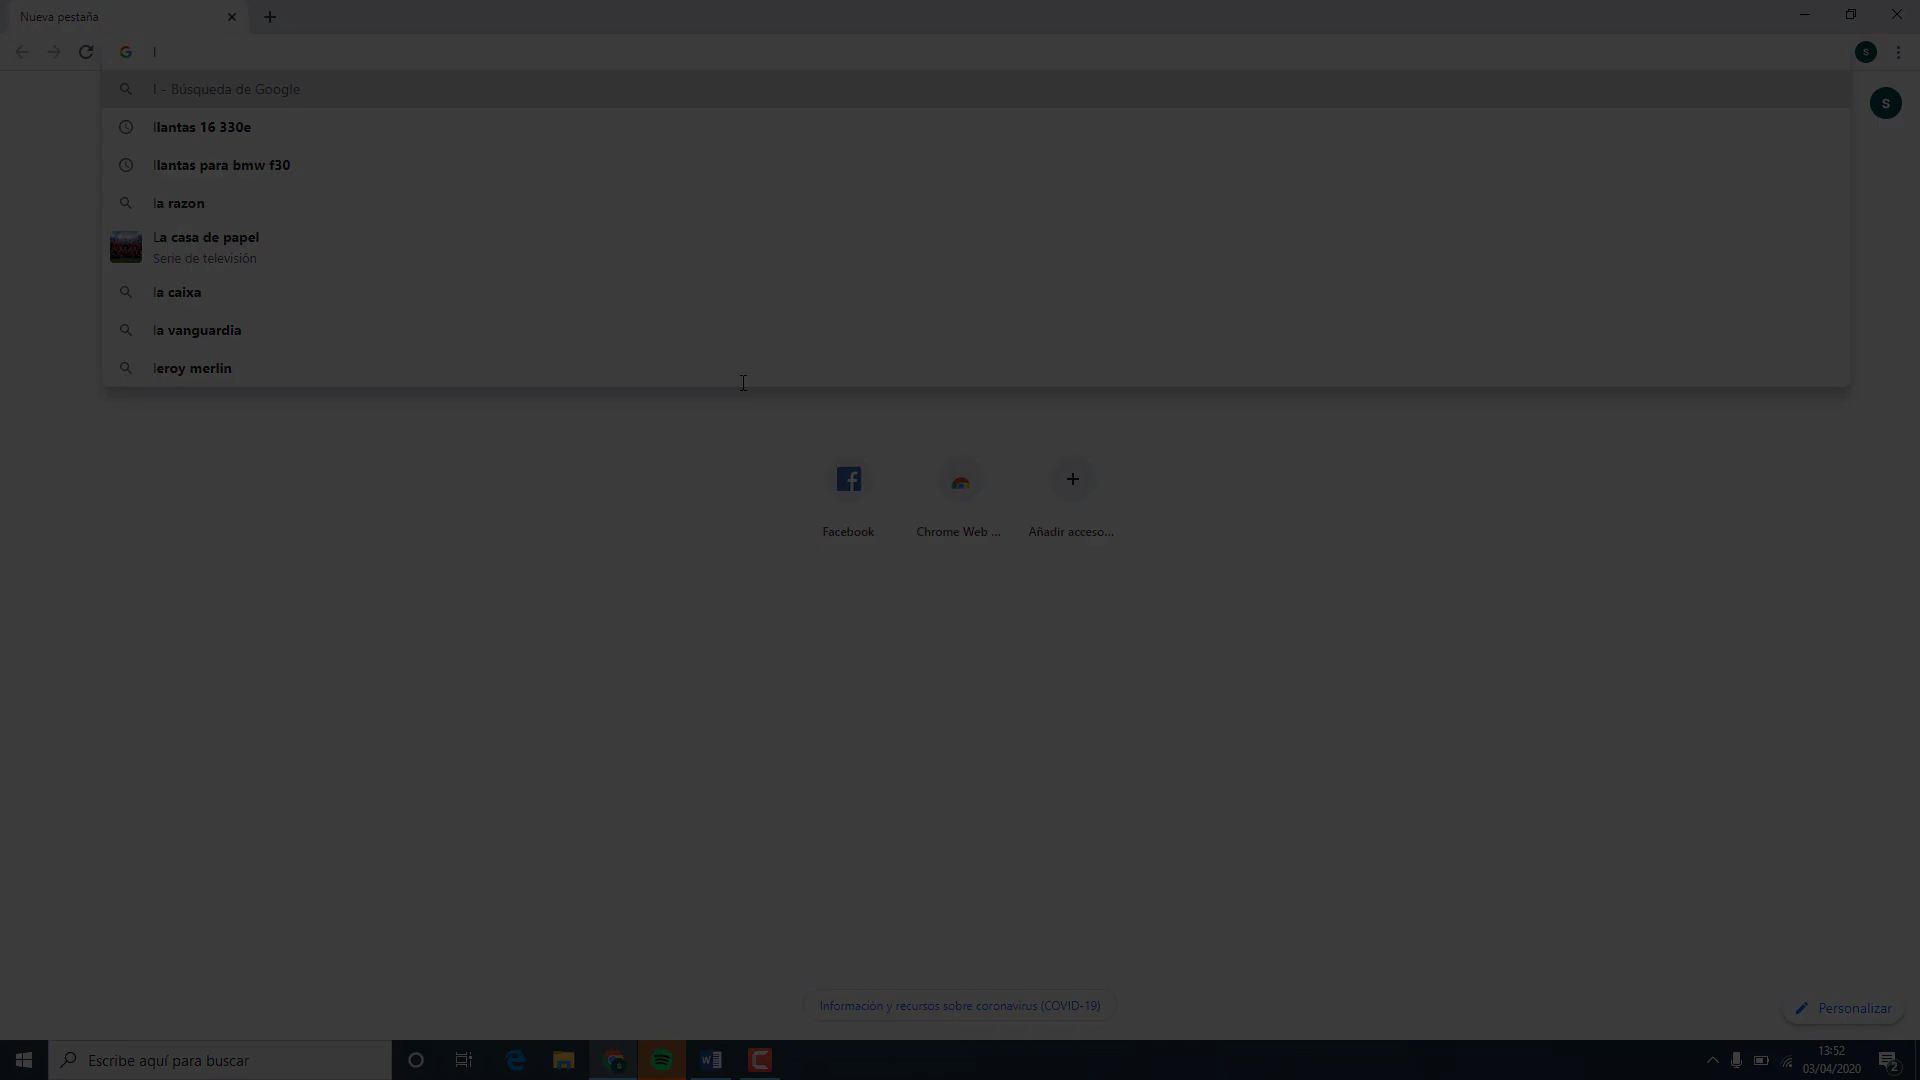 Nueva pestaña
l
S
l - Búsqueda de Google
S
llantas 16 330e
llantas para bmw f30
la razon
La casa de papel
Serie de televisión
la caixa
la vanguardia
leroy merlin
Facebook
Chrome Web ...
Añadir acceso...
Información y recursos sobre coronavirus (COVID-19)
Personalizar
Escribe aquí para buscar
13:52
03/04/2020
2